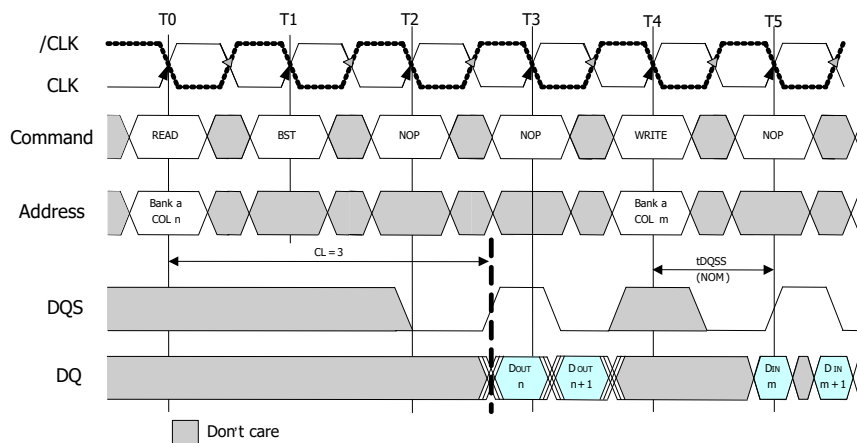 T0 T1 T2 T3 T4 T5
/CLK
CLK
Command READ BST NOP NOP WRITE NOP
Address Bank a COL n Bank a COL m
CL = 3
tDQSS
(NOM)
DQS
DQ DOUT n DOUT n + 1 DIN m DIN m + 1
Don't care